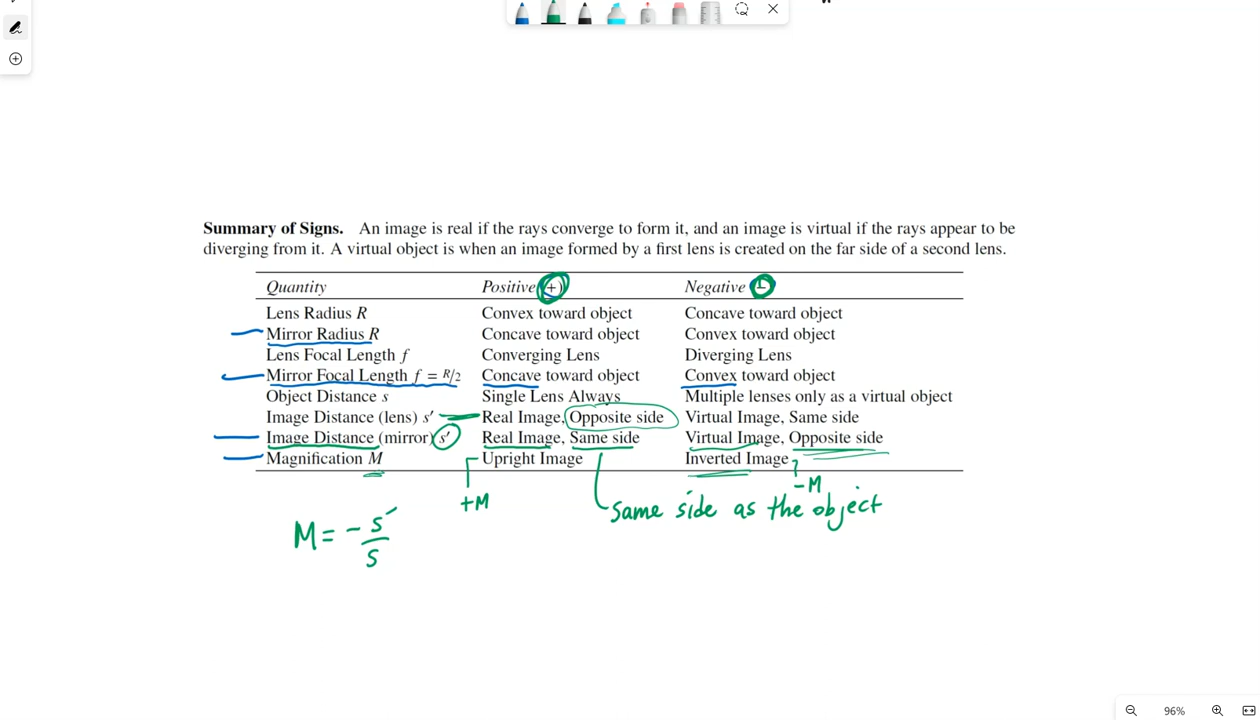 Summary of Signs. An image is real if the rays converge to form it, and an image is virtual if the rays appear to be
diverging from it. A virtual object is when an image formed by a first lens is created on the far side of a second lens.
Quantity Positive (+) Negative (-)
Lens Radius R Convex toward object Concave toward object
Mirror Radius R Concave toward object Convex toward object
Lens Focal Length f Converging Lens Diverging Lens
Mirror Focal Length f = R/2 Concave toward object Convex toward object
Object Distance s Single Lens Always Multiple lenses only as a virtual object
Image Distance (lens) s′ Real Image, Opposite side Virtual Image, Same side
Image Distance (mirror) s′ Real Image, Same side Virtual Image, Opposite side
Magnification M Upright Image Inverted Image
+M
-M
Same side as the object
M = - s′/s
96%